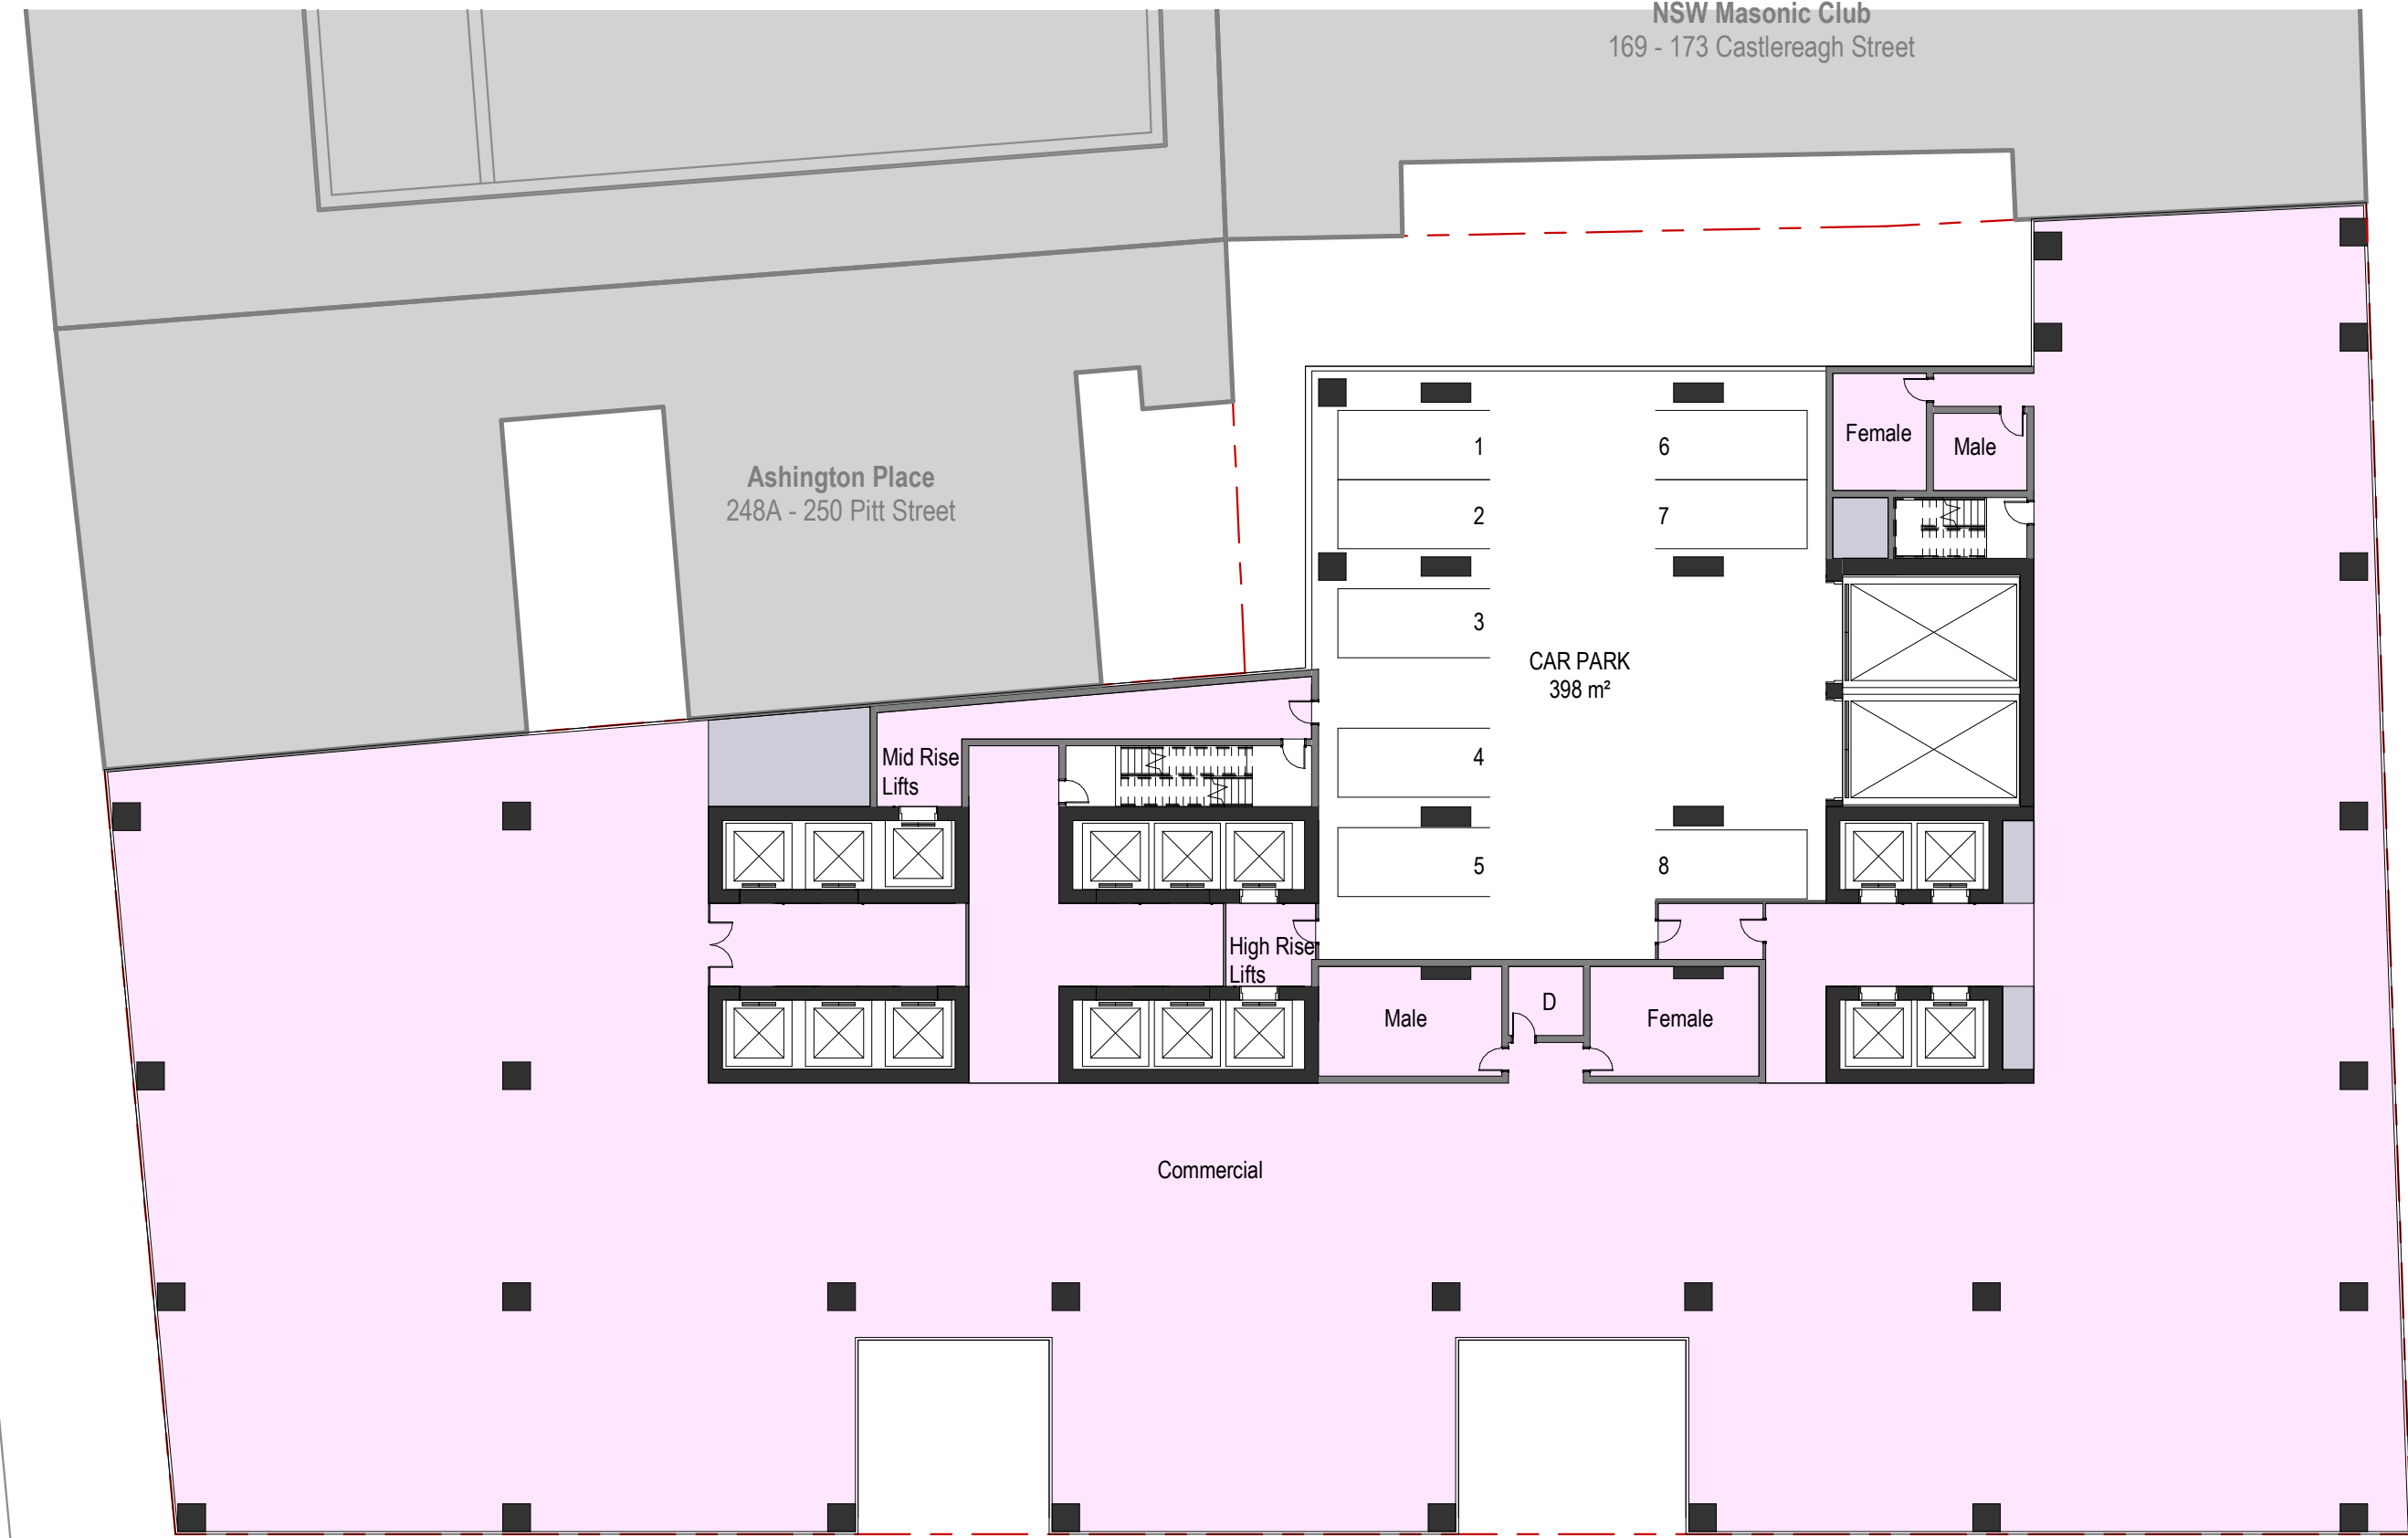 NSW Masonic Club
169 - 173 Castlereagh Street
Ashington Place
248A - 250 Pitt Street
1
6
Female
Male
2
7
3
CAR PARK
398 m²
Mid Rise
Lifts
4
5
8
High Rise
Lifts
Male
D
Female
Commercial